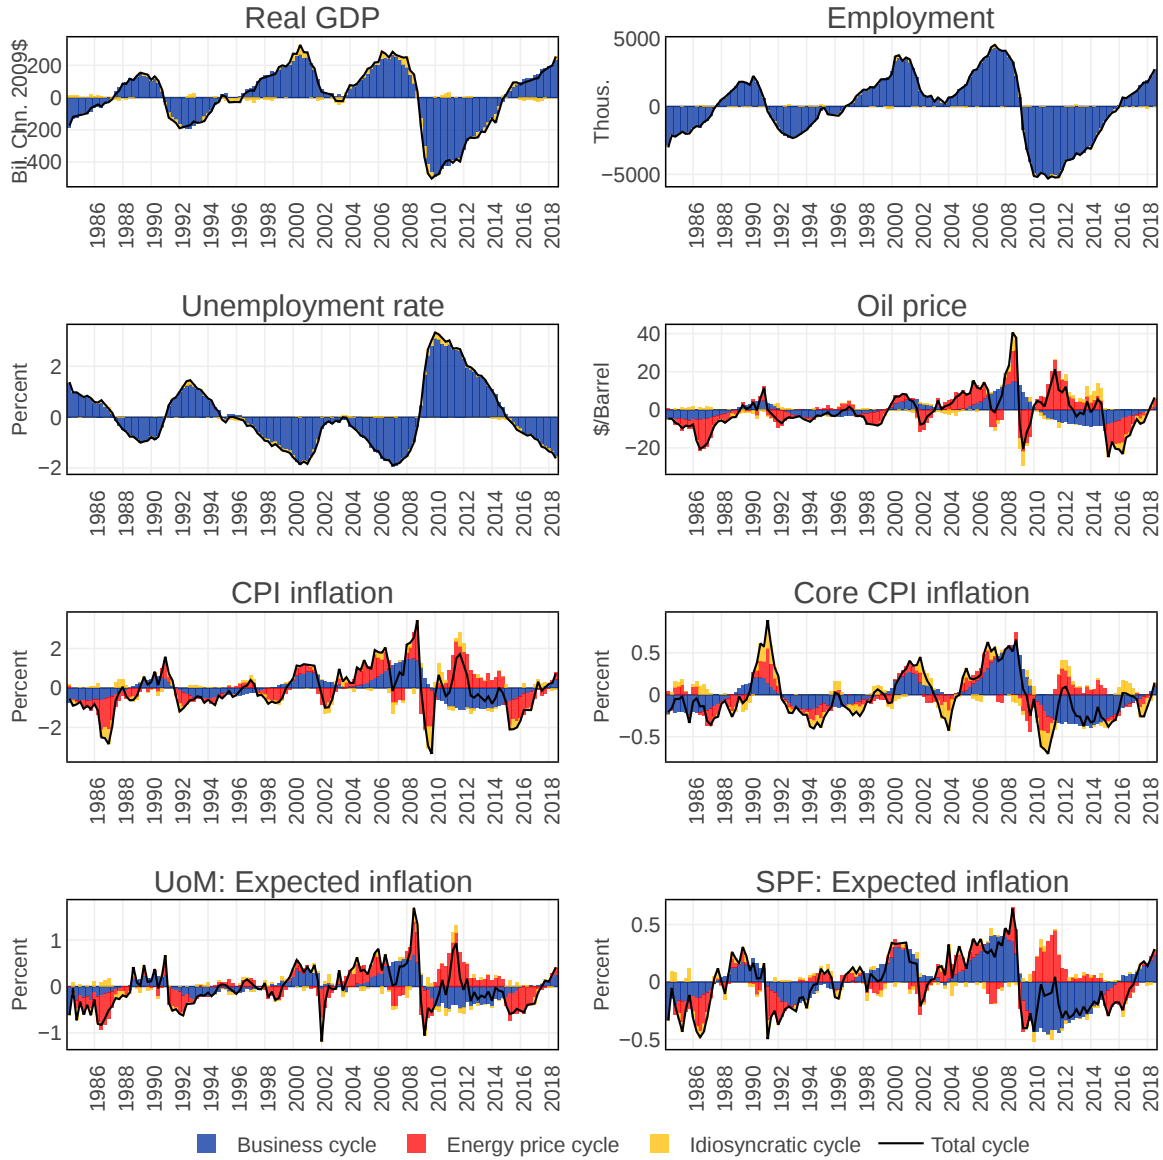 Real GDP
Employment
Bil. Chn. 2009$
200
0
−200
−400
1986 1988 1990 1992 1994 1996 1998 2000 2002 2004 2006 2008 2010 2012 2014 2016 2018
Thous.
5000
0
−5000
1986 1988 1990 1992 1994 1996 1998 2000 2002 2004 2006 2008 2010 2012 2014 2016 2018
Unemployment rate
Oil price
Percent
2
0
−2
1986 1988 1990 1992 1994 1996 1998 2000 2002 2004 2006 2008 2010 2012 2014 2016 2018
$/Barrel
40
20
0
−20
1986 1988 1990 1992 1994 1996 1998 2000 2002 2004 2006 2008 2010 2012 2014 2016 2018
CPI inflation
Core CPI inflation
Percent
2
0
−2
1986 1988 1990 1992 1994 1996 1998 2000 2002 2004 2006 2008 2010 2012 2014 2016 2018
Percent
0.5
0
−0.5
1986 1988 1990 1992 1994 1996 1998 2000 2002 2004 2006 2008 2010 2012 2014 2016 2018
UoM: Expected inflation
SPF: Expected inflation
Percent
1
0
−1
1986 1988 1990 1992 1994 1996 1998 2000 2002 2004 2006 2008 2010 2012 2014 2016 2018
Percent
0.5
0
−0.5
1986 1988 1990 1992 1994 1996 1998 2000 2002 2004 2006 2008 2010 2012 2014 2016 2018
Business cycle Energy price cycle Idiosyncratic cycle Total cycle